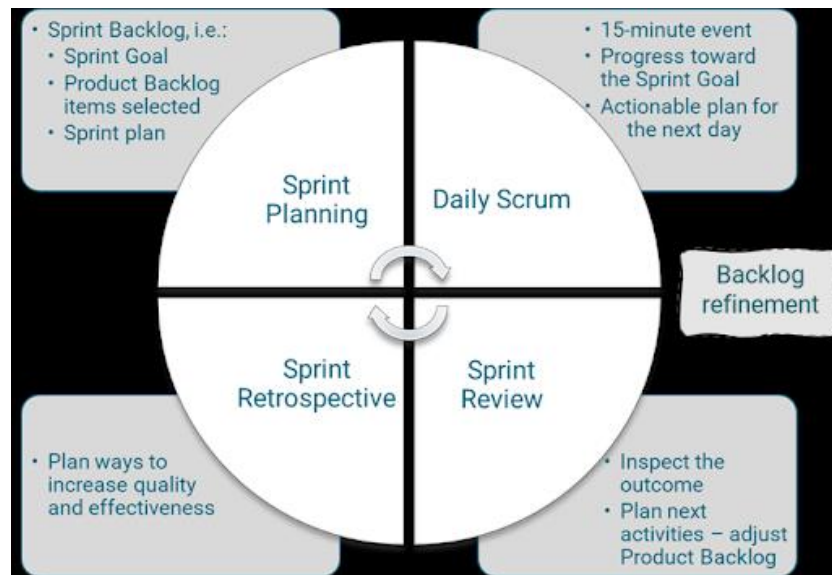 • Sprint Backlog, i.e.:
• Sprint Goal
• Product Backlog
items selected
• Sprint plan
• 15-minute event
• Progress toward
the Sprint Goal
• Actionable plan for
the next day
Sprint
Planning
Daily Scrum
Backlog
refinement
Sprint
Retrospective
Sprint
Review
• Plan ways to
increase quality
and effectiveness
• Inspect the
outcome
• Plan next
activities – adjust
Product Backlog